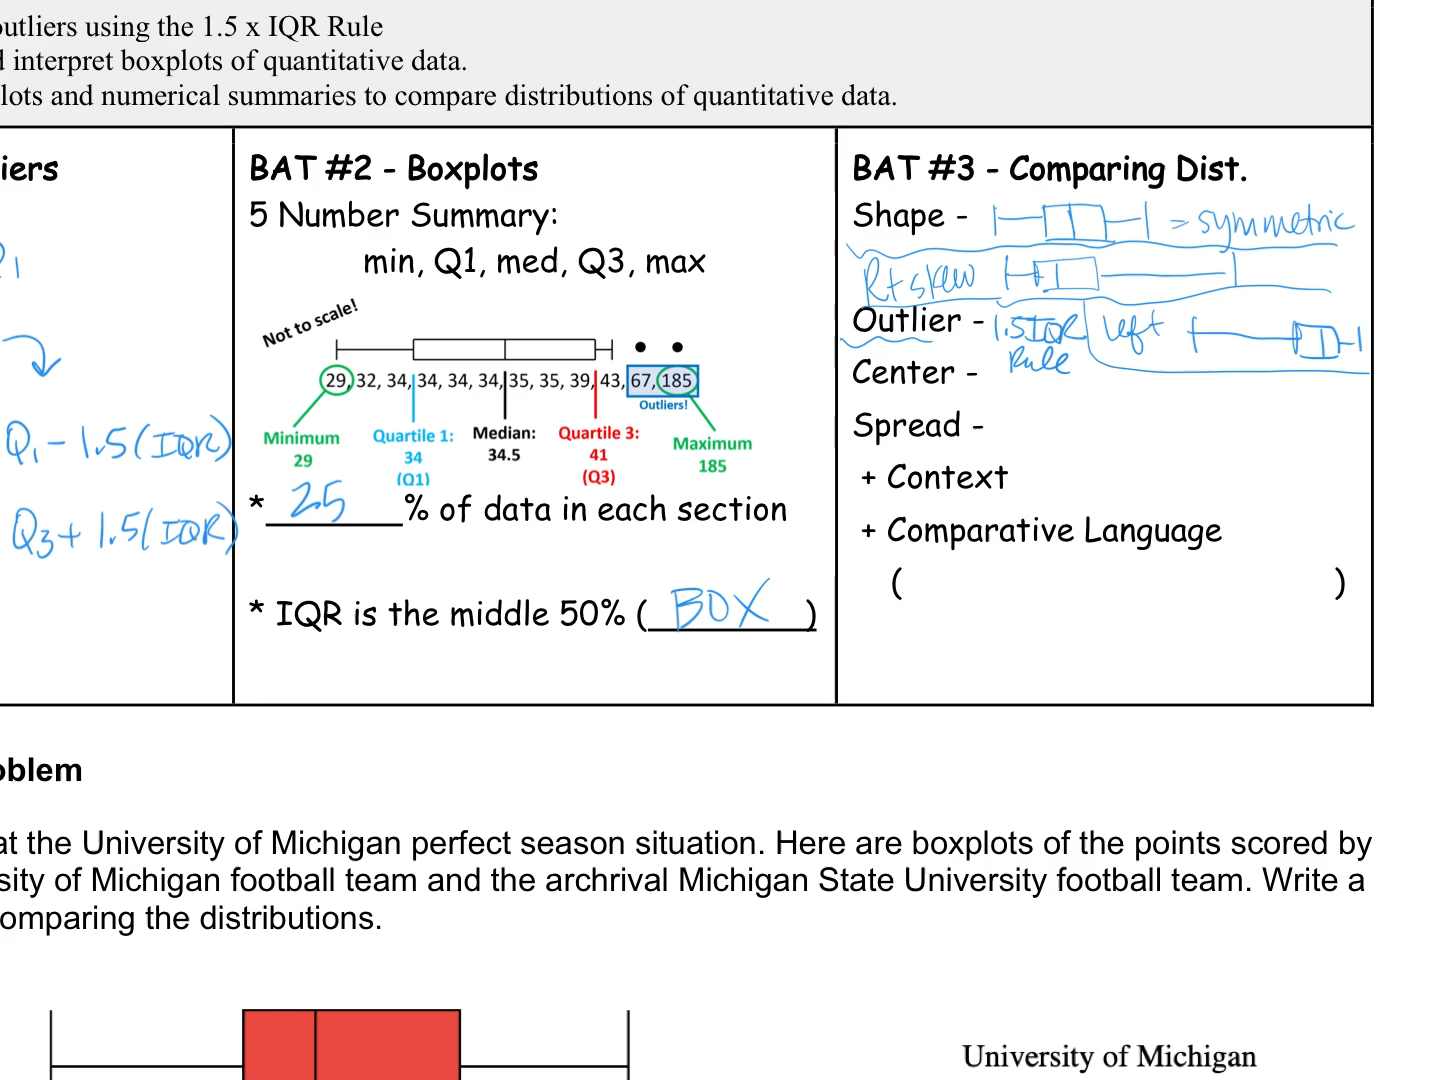 outliers using the 1.5 x IQR Rule
d interpret boxplots of quantitative data.
lots and numerical summaries to compare distributions of quantitative data.
iers
Q1 - 1.5(IQR)
Q3 + 1.5(IQR)
BAT #2 - Boxplots
5 Number Summary:
min, Q1, med, Q3, max
Not to scale!
29, 32, 34, 34, 34, 34, 35, 35, 39, 43, 67, 185
Outliers!
Minimum
29
Quartile 1:
34
(Q1)
Median:
34.5
Quartile 3:
41
(Q3)
Maximum
185
* 25 % of data in each section
* IQR is the middle 50% ( BOX )
BAT #3 - Comparing Dist.
Shape - = symmetric
Rt skew
Outlier - 1.5IQR Rule
left
Center -
Spread -
+ Context
+ Comparative Language
( )
oblem
at the University of Michigan perfect season situation. Here are boxplots of the points scored by
sity of Michigan football team and the archrival Michigan State University football team. Write a
omparing the distributions.
University of Michigan